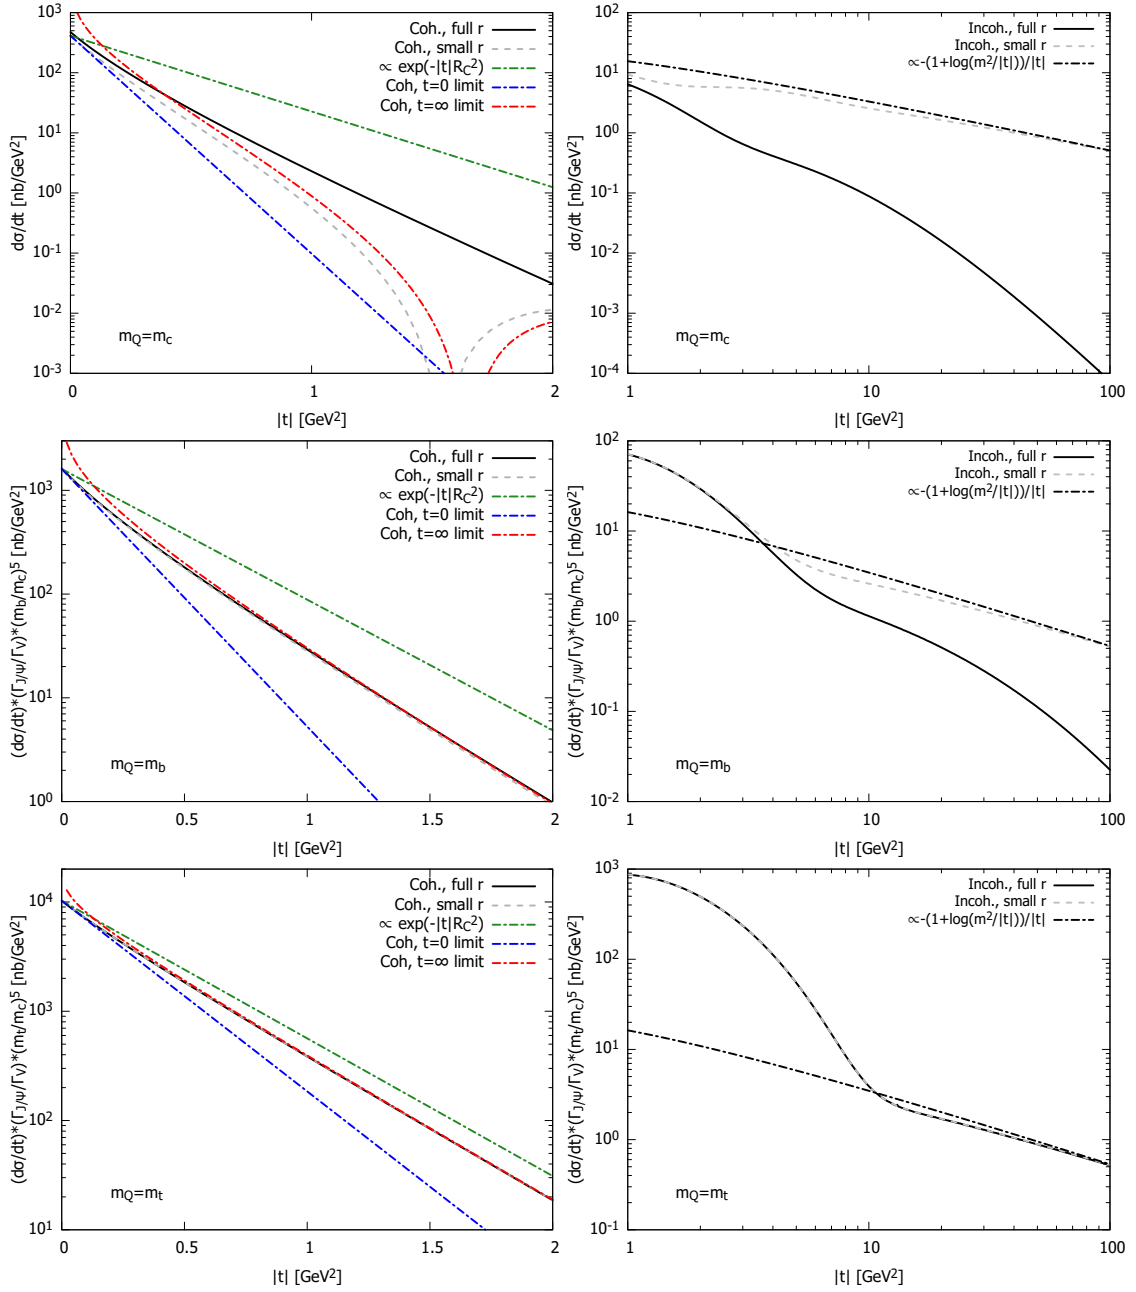 10³
10²
10¹
10⁰
10⁻¹
10⁻²
10⁻³
0
1
2
dσ/dt [nb/GeV²]
|t| [GeV²]
m_Q=m_c
Coh., full r
Coh., small r
∝ exp(-|t|R_C²)
Coh, t=0 limit
Coh, t=∞ limit
10²
10¹
10⁰
10⁻¹
10⁻²
10⁻³
10⁻⁴
1
10
100
dσ/dt [nb/GeV²]
|t| [GeV²]
m_Q=m_c
Incoh., full r
Incoh., small r
∝-(1+log(m²/|t|))/|t|
10³
10²
10¹
10⁰
0
0.5
1
1.5
2
(dσ/dt)*(Γ_J/ψ/Γ_V)*(m_b/m_c)⁵ [nb/GeV²]
|t| [GeV²]
m_Q=m_b
Coh., full r
Coh., small r
∝ exp(-|t|R_C²)
Coh, t=0 limit
Coh, t=∞ limit
10²
10¹
10⁰
10⁻¹
10⁻²
1
10
100
(dσ/dt)*(Γ_J/ψ/Γ_V)*(m_b/m_c)⁵ [nb/GeV²]
|t| [GeV²]
m_Q=m_b
Incoh., full r
Incoh., small r
∝-(1+log(m²/|t|))/|t|
10⁴
10³
10²
10¹
0
0.5
1
1.5
2
(dσ/dt)*(Γ_J/ψ/Γ_V)*(m_t/m_c)⁵ [nb/GeV²]
|t| [GeV²]
m_Q=m_t
Coh., full r
Coh., small r
∝ exp(-|t|R_C²)
Coh, t=0 limit
Coh, t=∞ limit
10³
10²
10¹
10⁰
10⁻¹
1
10
100
(dσ/dt)*(Γ_J/ψ/Γ_V)*(m_t/m_c)⁵ [nb/GeV²]
|t| [GeV²]
m_Q=m_t
Incoh., full r
Incoh., small r
∝-(1+log(m²/|t|))/|t|